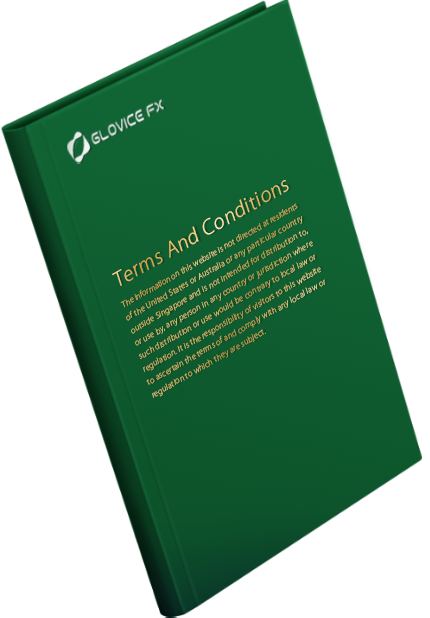 GLOVICE FX
Terms And Conditions
The information on this website is not directed at residents
of the United States or Australia or any particular country
outside Singapore and is not intended for distribution to,
or use by, any person in any country or jurisdiction where
such distribution or use would be contrary to local law or
regulation. It is the responsibility of visitors to this website
to ascertain the terms of and comply with any local law or
regulation to which they are subject.